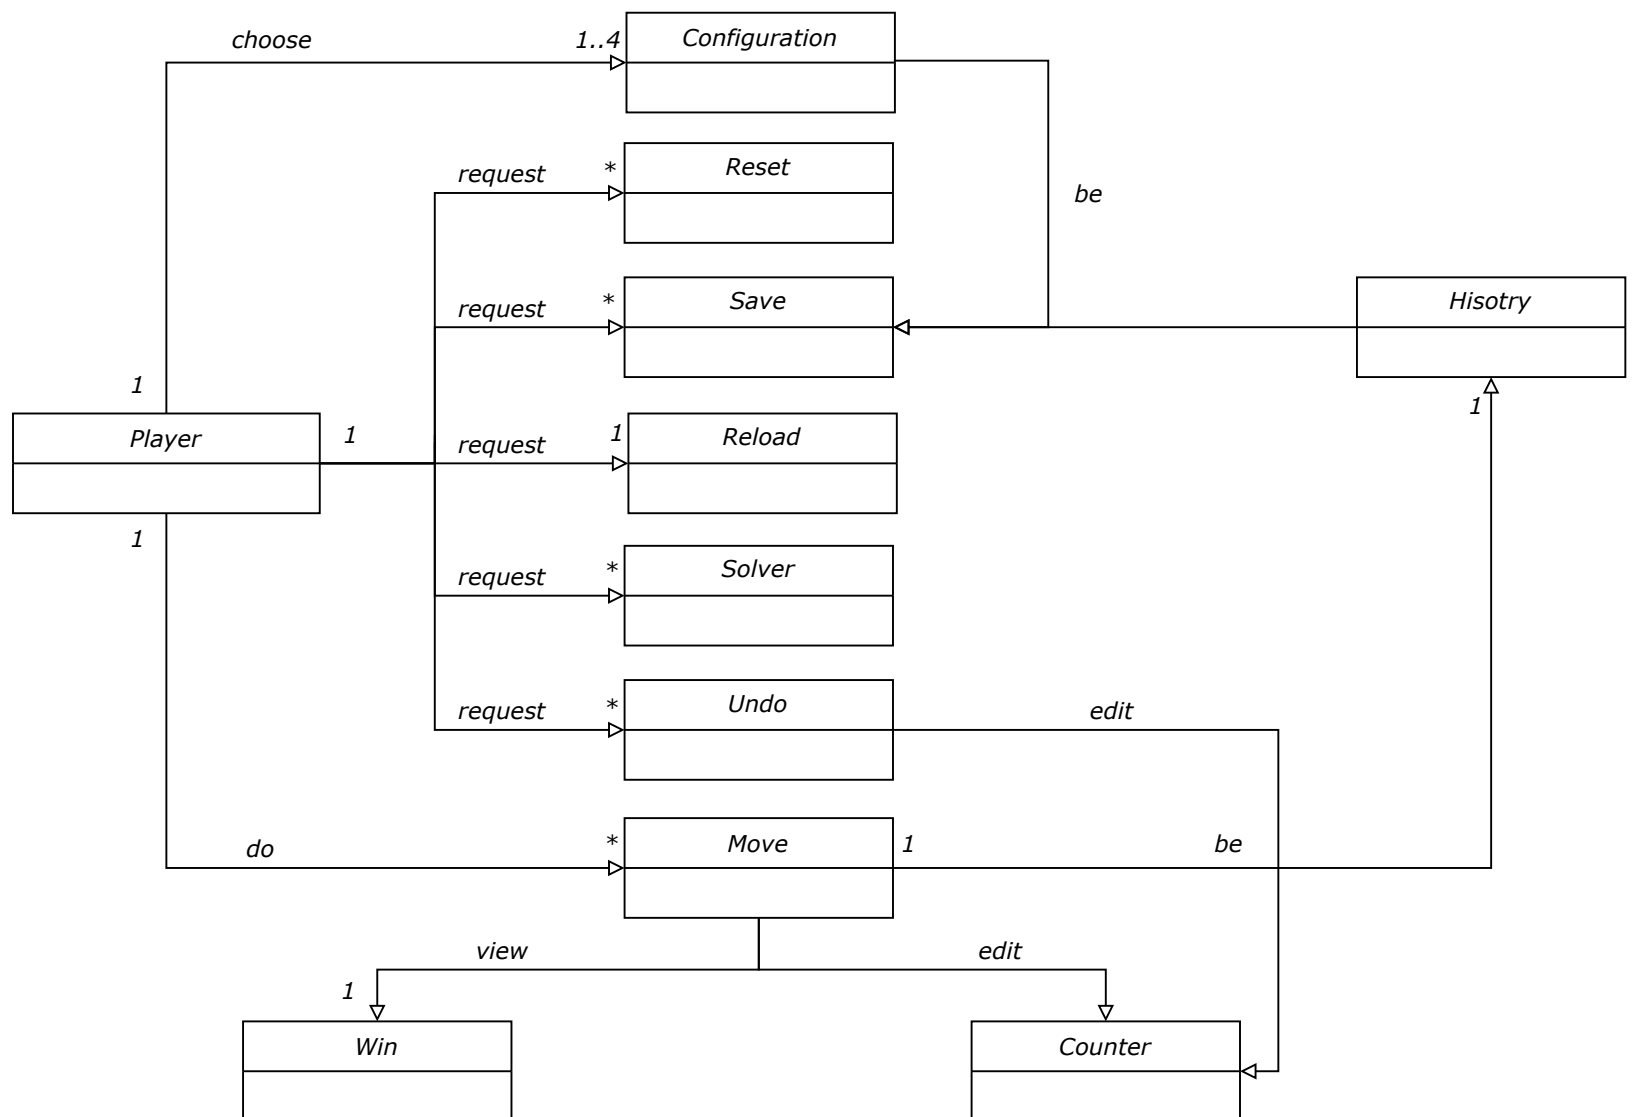 choose
1..4
Configuration
request
*
Reset
be
request
*
Save
Hisotry
1
1
Player
1
request
1
Reload
1
request
*
Solver
request
*
Undo
edit
do
*
Move
1
be
view
edit
1
Win
Counter